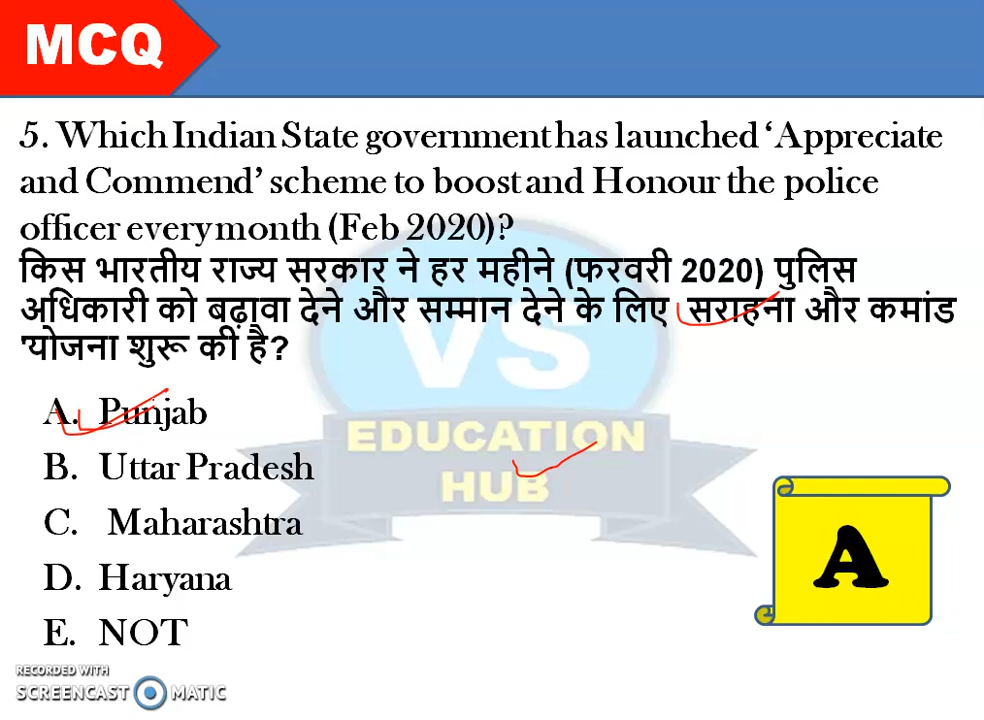 MCQ
5. Which Indian State government has launched ‘Appreciate
and Commend’ scheme to boost and Honour the police
officer every month (Feb 2020)?
किस भारतीय राज्य सरकार ने हर महीने (फरवरी 2020) पुलिस
अधिकारी को बढ़ावा देने और सम्मान देने के लिए सराहना और कमांड
'योजना शुरू की है?
A. Punjab
B. Uttar Pradesh
C. Maharashtra
D. Haryana
E. NOT
VS
EDUCATION
HUB
A
RECORDED WITH
SCREENCAST MATIC